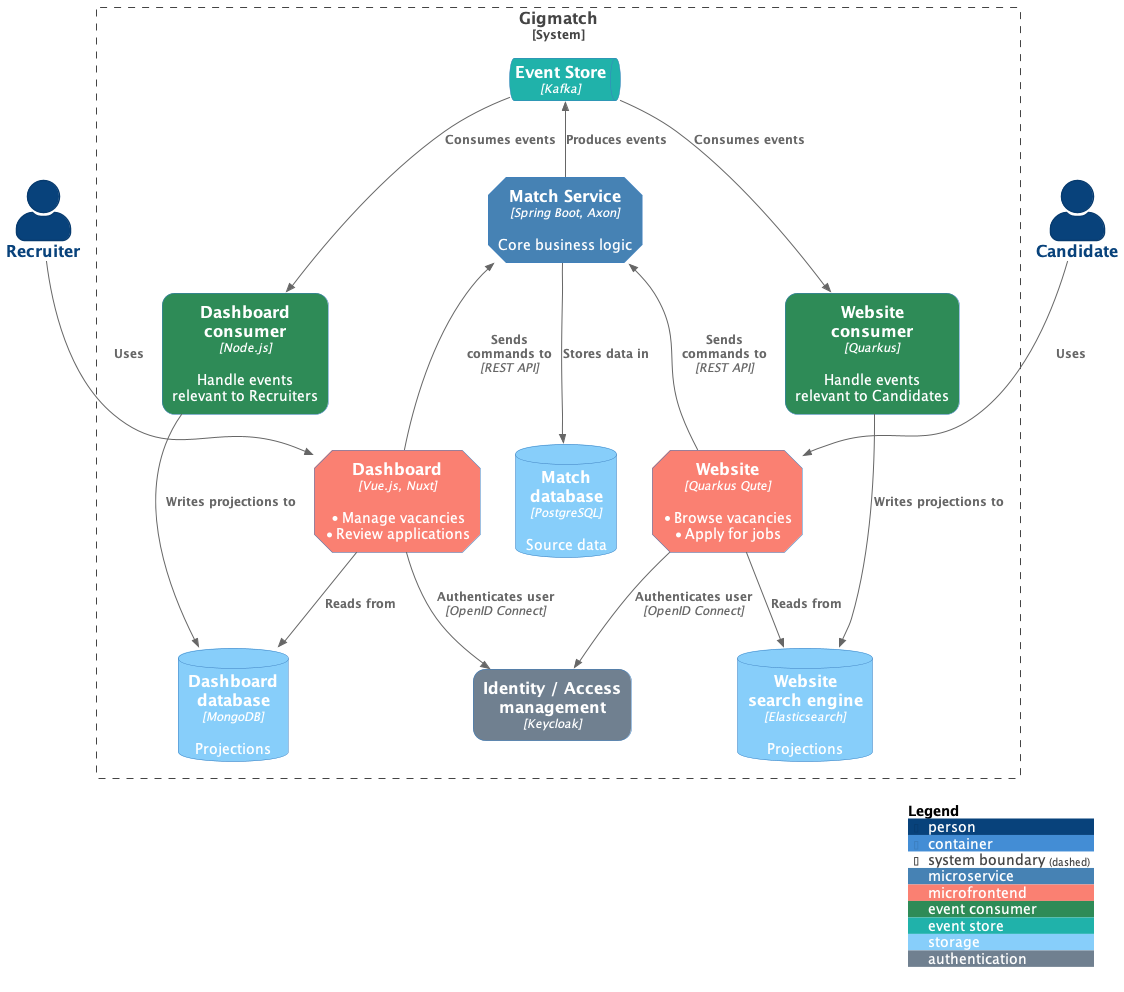 Gigmatch
[System]
Event Store
[Kafka]
Consumes events
Produces events
Consumes events
Match Service
[Spring Boot, Axon]
Core business logic
Recruiter
Candidate
Dashboard
consumer
[Node.js]
Handle events
relevant to Recruiters
Website
consumer
[Quarkus]
Handle events
relevant to Candidates
Uses
Sends
commands to
[REST API]
Stores data in
Sends
commands to
[REST API]
Uses
Writes projections to
Dashboard
[Vue.js, Nuxt]
• Manage vacancies
• Review applications
Match
database
[PostgreSQL]
Source data
Website
[Quarkus Qute]
• Browse vacancies
• Apply for jobs
Writes projections to
Reads from
Authenticates user
[OpenID Connect]
Authenticates user
[OpenID Connect]
Reads from
Dashboard
database
[MongoDB]
Projections
Identity / Access
management
[Keycloak]
Website
search engine
[Elasticsearch]
Projections
Legend
person
container
system boundary (dashed)
microservice
microfrontend
event consumer
event store
storage
authentication